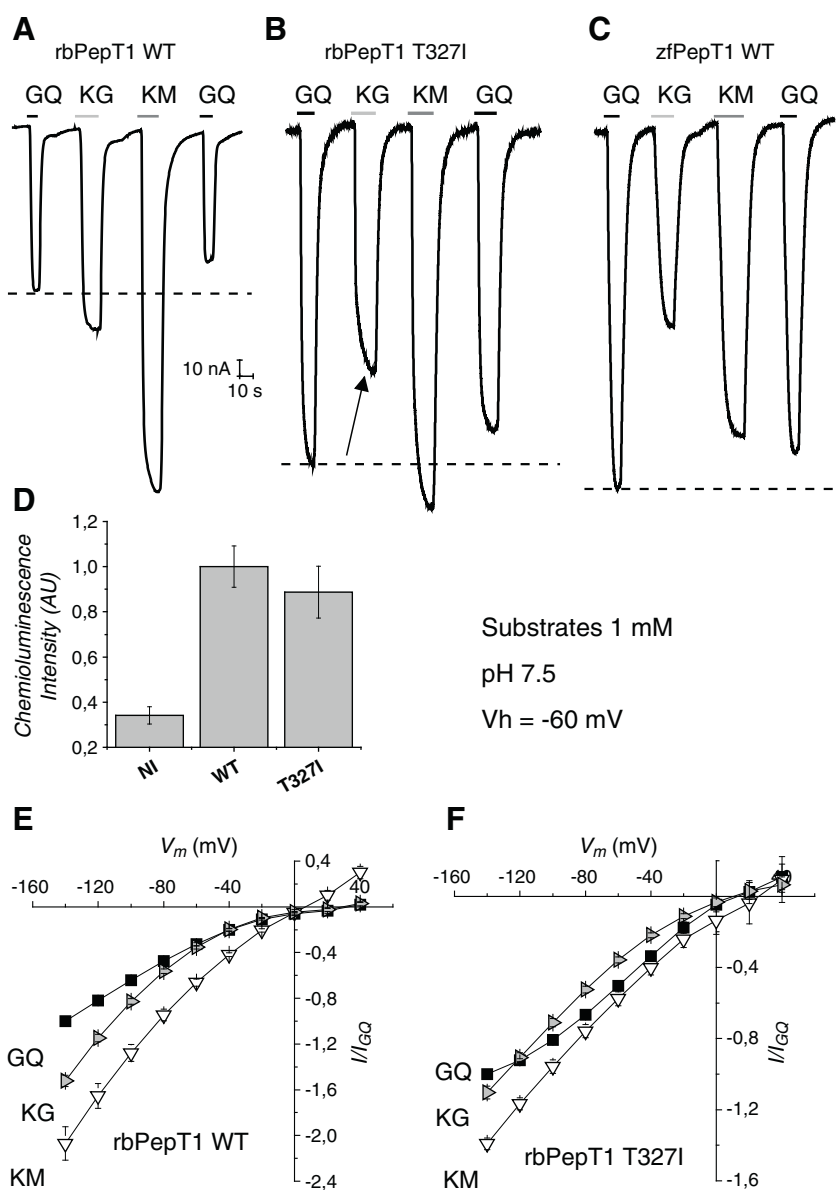 A
rbPepT1 WT
GQ KG KM GQ
10 nA
10 s
B
rbPepT1 T327I
GQ KG KM GQ
C
zfPepT1 WT
GQ KG KM GQ
D
Chemioluminescence
Intensity (AU)
1,2
1,0
0,8
0,6
0,4
0,2
NI WT T327I
Substrates 1 mM
pH 7.5
Vh = -60 mV
E
Vm (mV)
-160 -120 -80 -40 40
0,4
-0,4
-0,8
-1,2
-1,6
-2,0
-2,4
I/IGQ
GQ
KG
KM
rbPepT1 WT
F
Vm (mV)
-160 -120 -80 -40
-0,4
-0,8
-1,2
-1,6
I/IGQ
GQ
KG
KM
rbPepT1 T327I